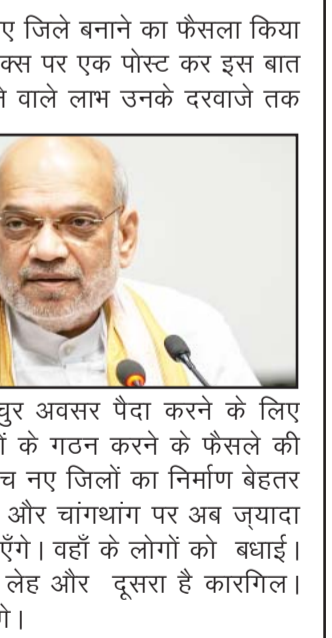 ए जिले बनाने का फैसला किया
क्स पर एक पोस्ट कर इस बात
वाले लाभ उनके दरवाजे तक
चुर अवसर पैदा करने के लिए
के गठन करने के फैसले की
च नए जिलों का निर्माण बेहतर
और चांगथांग पर अब ज्यादा
एँगे। वहाँ के लोगों को बधाई।
लेह और दूसरा है कारगिल।
गे।